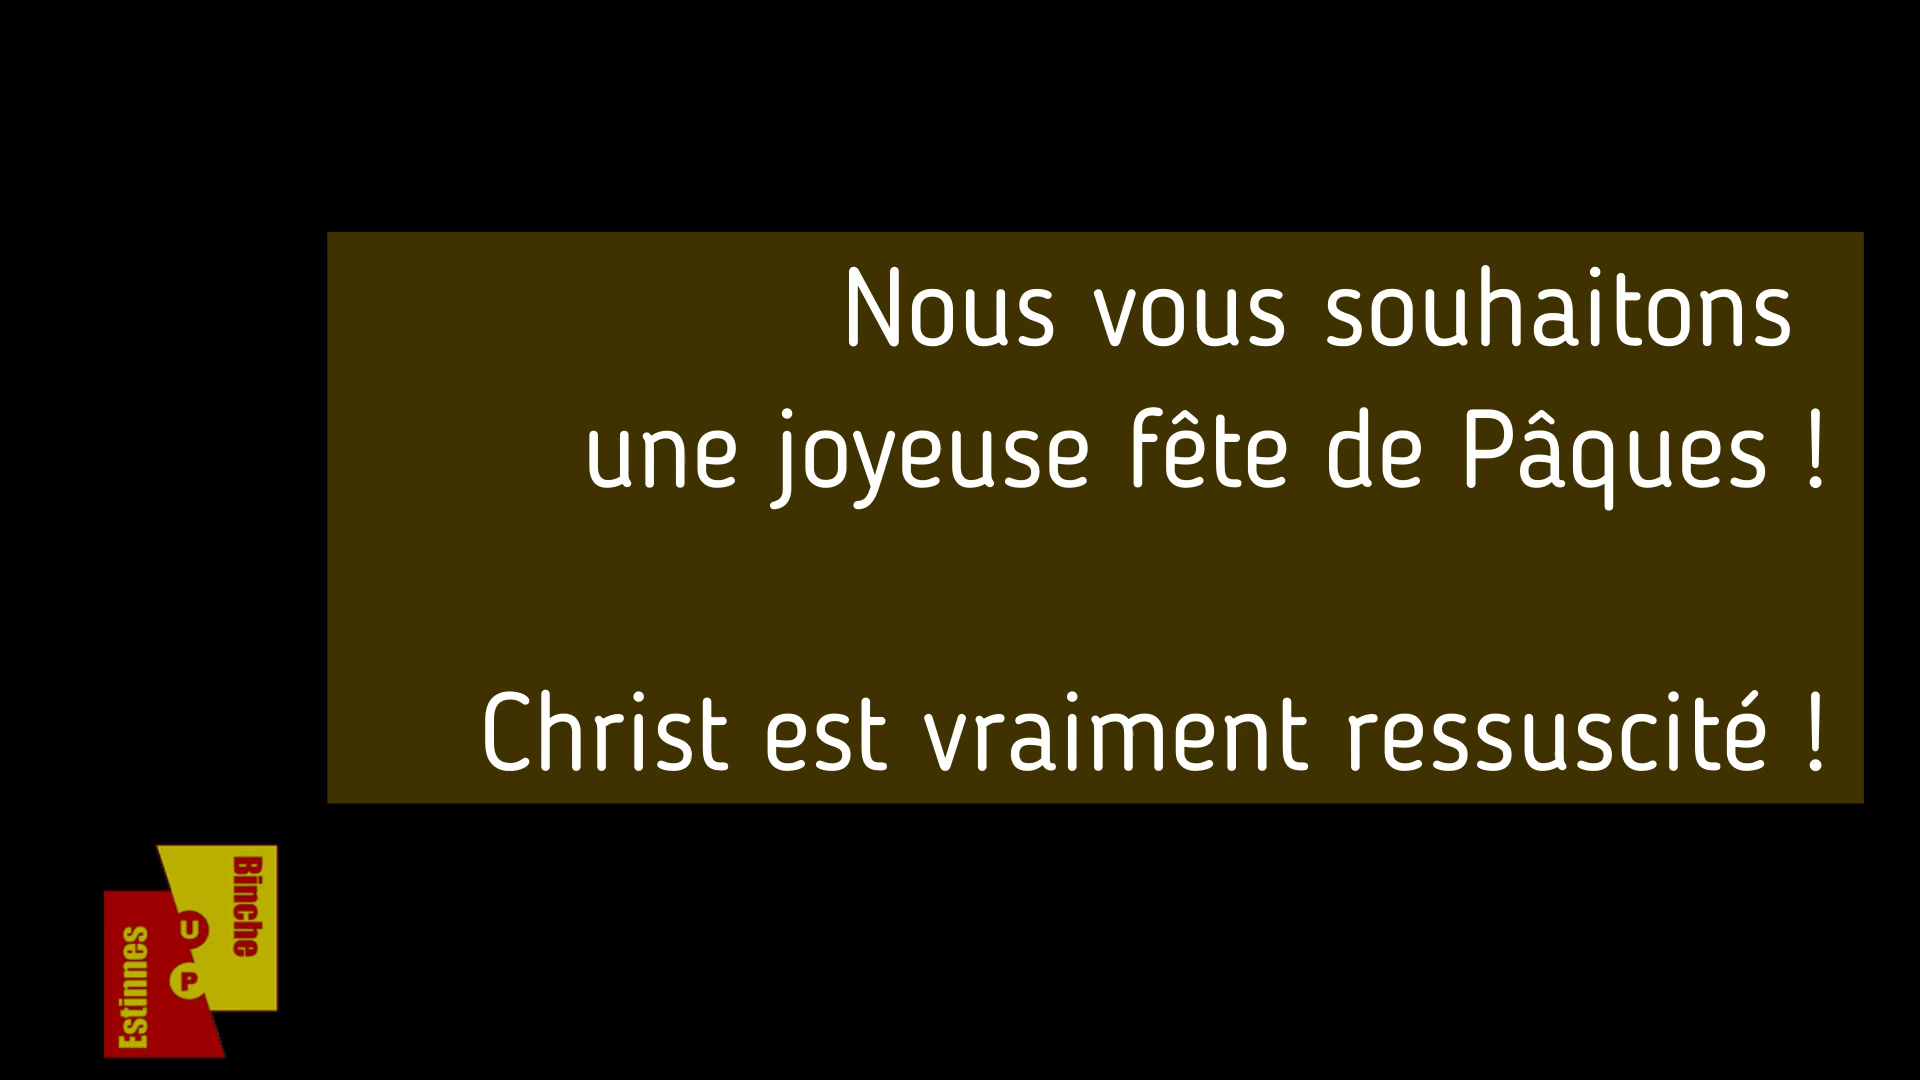 Nous vous souhaitons
une joyeuse fête de Pâques !
Christ est vraiment ressuscité !
Binche
U
P
Estinnes